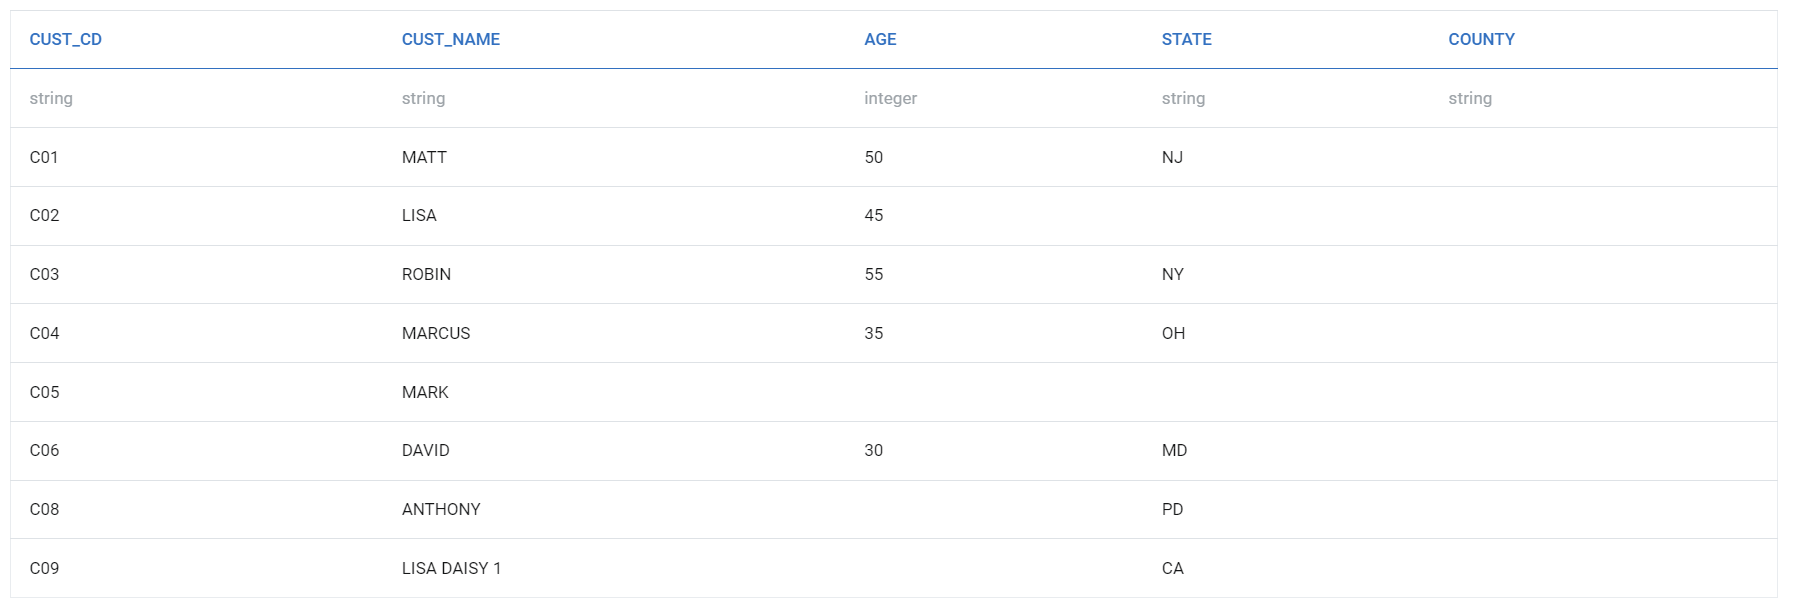 CUST_CD CUST_NAME AGE STATE COUNTY
string string integer string string
C01 MATT 50 NJ
C02 LISA 45
C03 ROBIN 55 NY
C04 MARCUS 35 OH
C05 MARK
C06 DAVID 30 MD
C08 ANTHONY PD
C09 LISA DAISY 1 CA